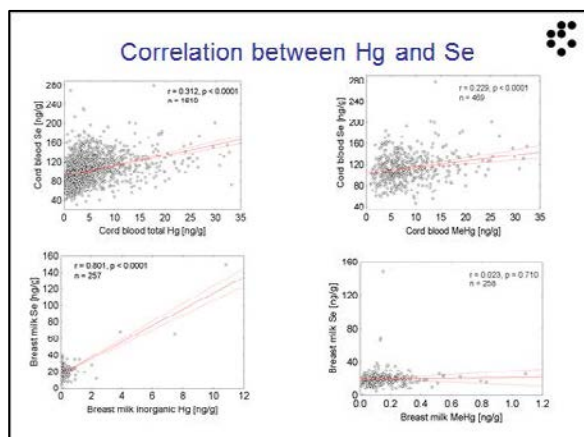 Correlation between Hg and Se
280
240
200
160
120
80
40
Cord blood Se [ng/g]
r = 0.312, p < 0.0001
n = 1610
0 5 10 15 20 25 30 35
Cord blood total Hg [ng/g]
280
240
200
160
120
80
40
Cord blood Se [ng/g]
r = 0.229, p < 0.0001
n = 469
0 5 10 15 20 25 30 35
Cord blood MeHg [ng/g]
160
140
120
100
80
60
40
20
0
Breast milk Se [ng/g]
r = 0.801, p < 0.0001
n = 257
0 2 4 6 8 10 12
Breast milk inorganic Hg [ng/g]
160
120
80
40
0
Breast milk Se [ng/g]
r = 0.023, p = 0.710
n = 258
0.0 0.2 0.4 0.6 0.8 1.0 1.2
Breast milk MeHg [ng/g]